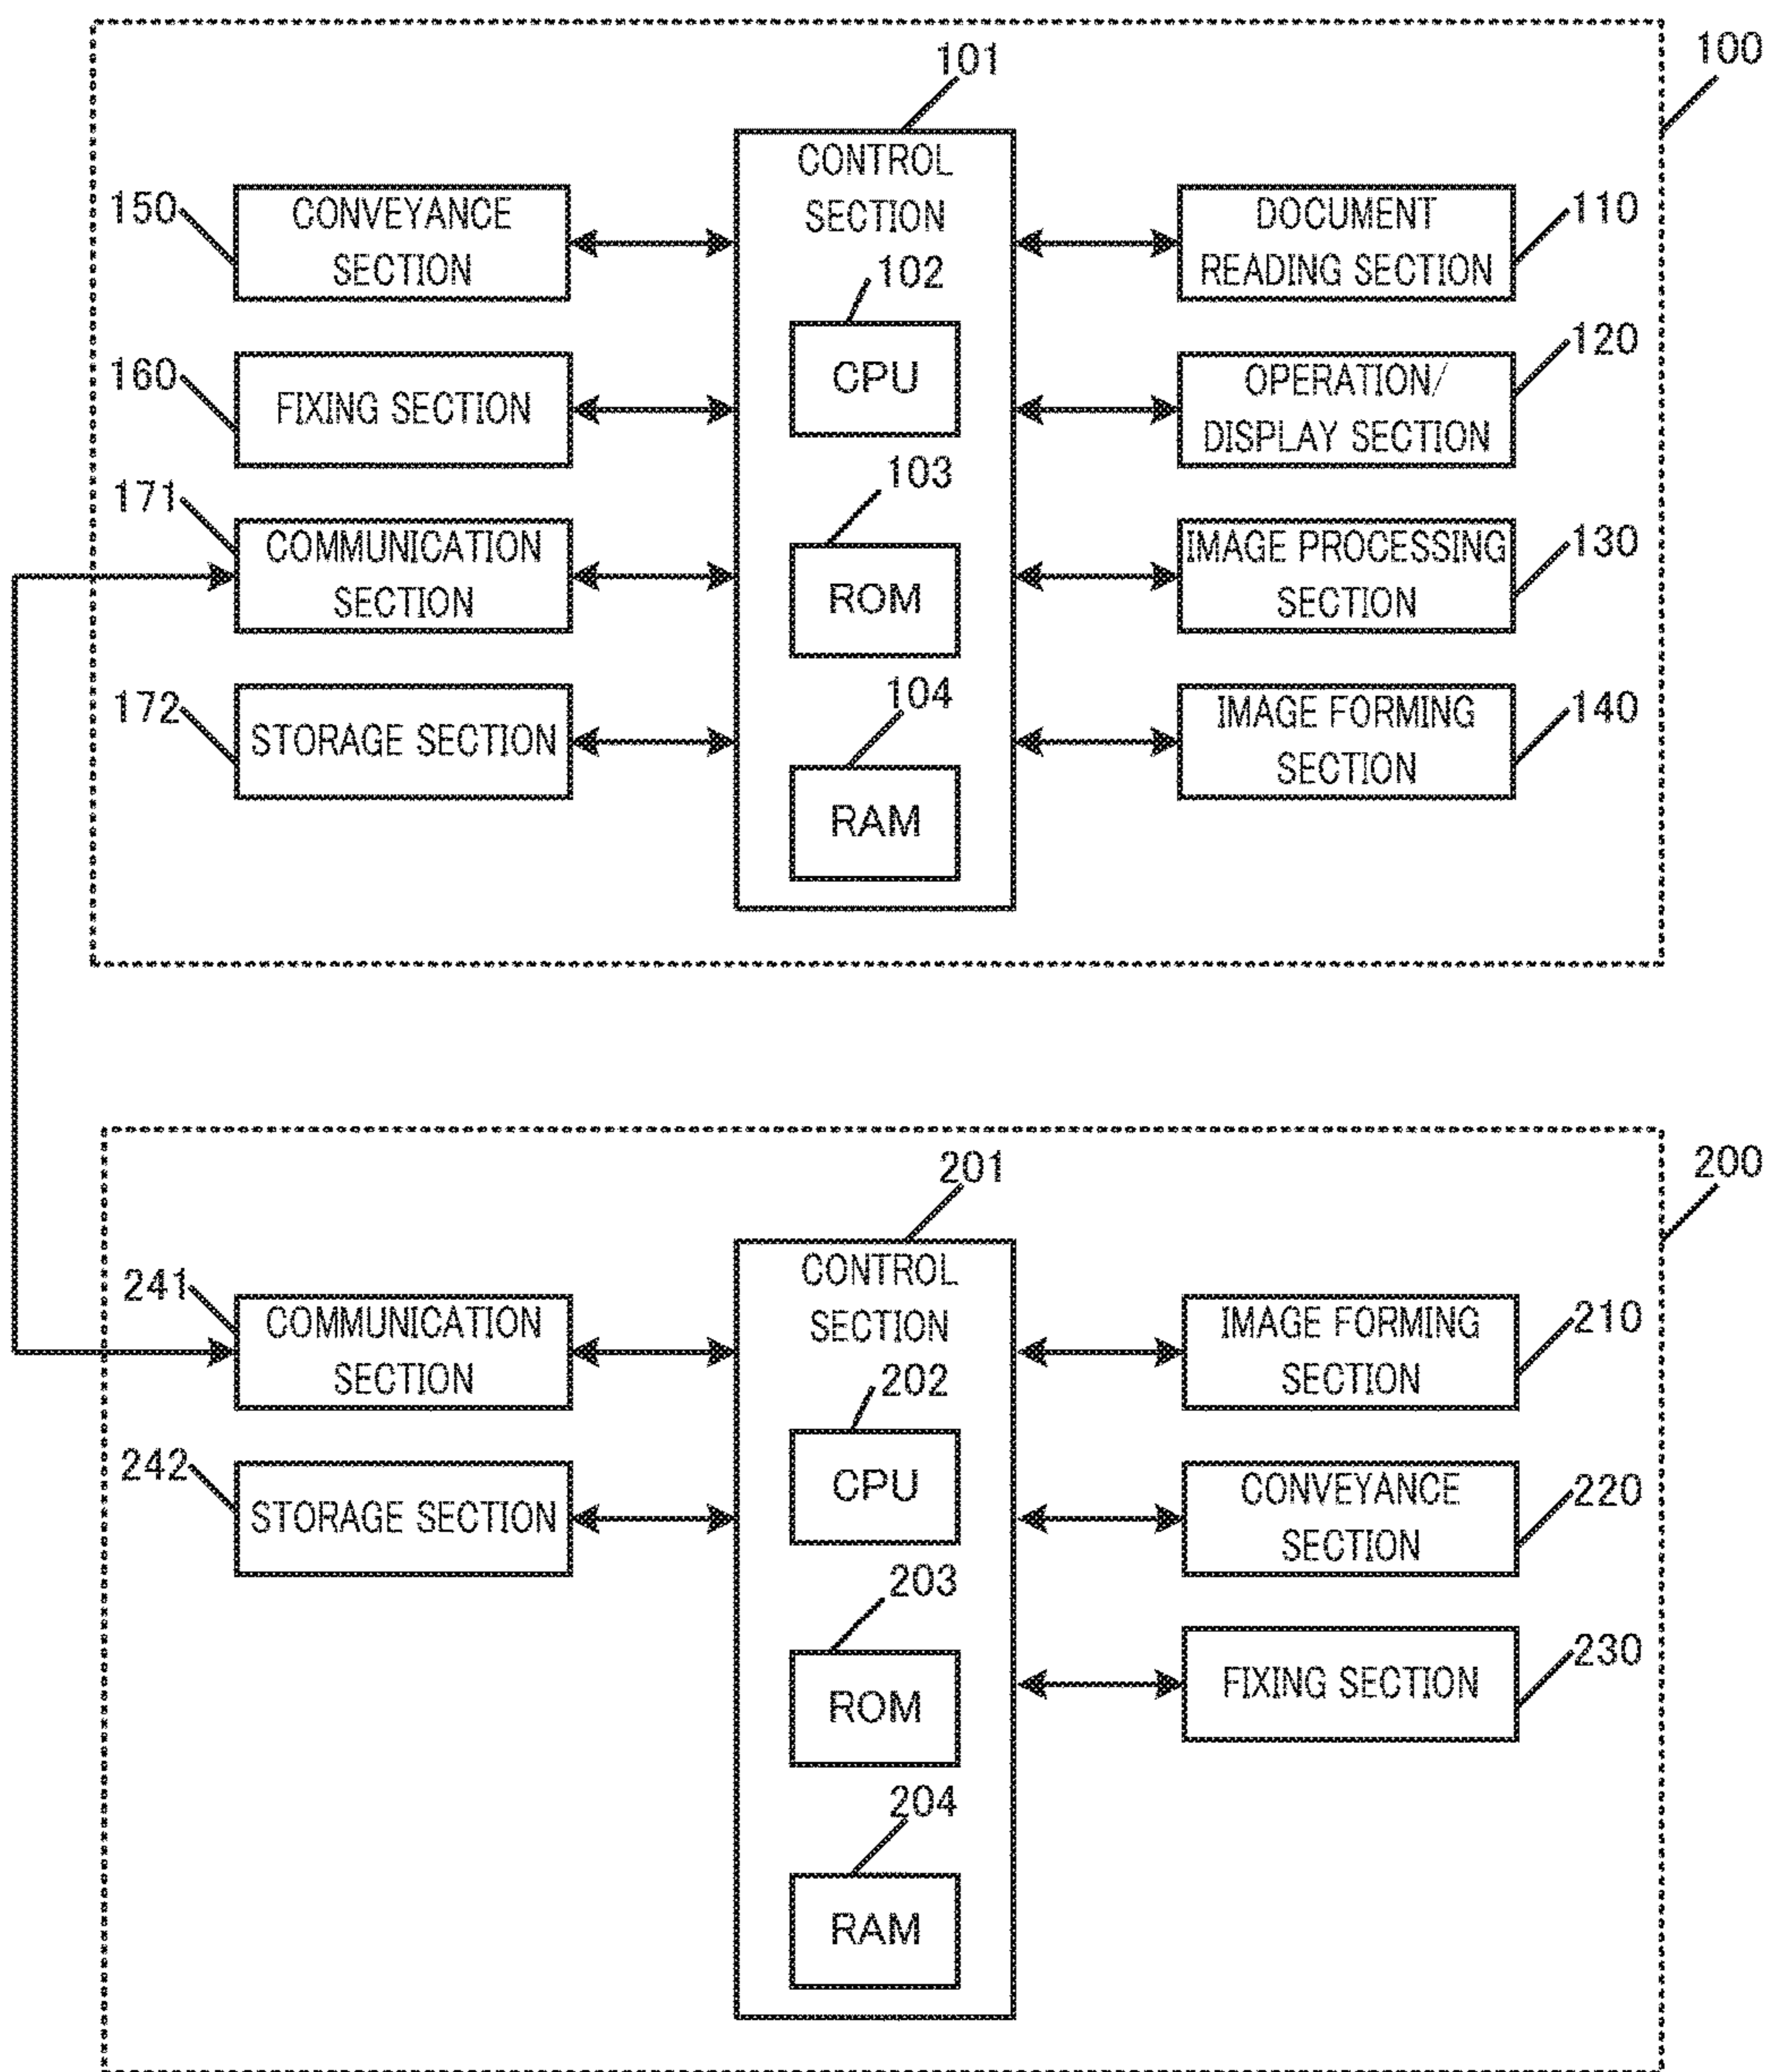 100
101
CONTROL
SECTION
150
CONVEYANCE
SECTION
DOCUMENT
READING SECTION
110
102
CPU
160
FIXING SECTION
OPERATION/
DISPLAY SECTION
120
103
ROM
171
COMMUNICATION
SECTION
IMAGE PROCESSING
SECTION
130
104
RAM
172
STORAGE SECTION
IMAGE FORMING
SECTION
140
200
201
CONTROL
SECTION
241
COMMUNICATION
SECTION
IMAGE FORMING
SECTION
210
202
CPU
242
STORAGE SECTION
CONVEYANCE
SECTION
220
203
ROM
FIXING SECTION
230
204
RAM